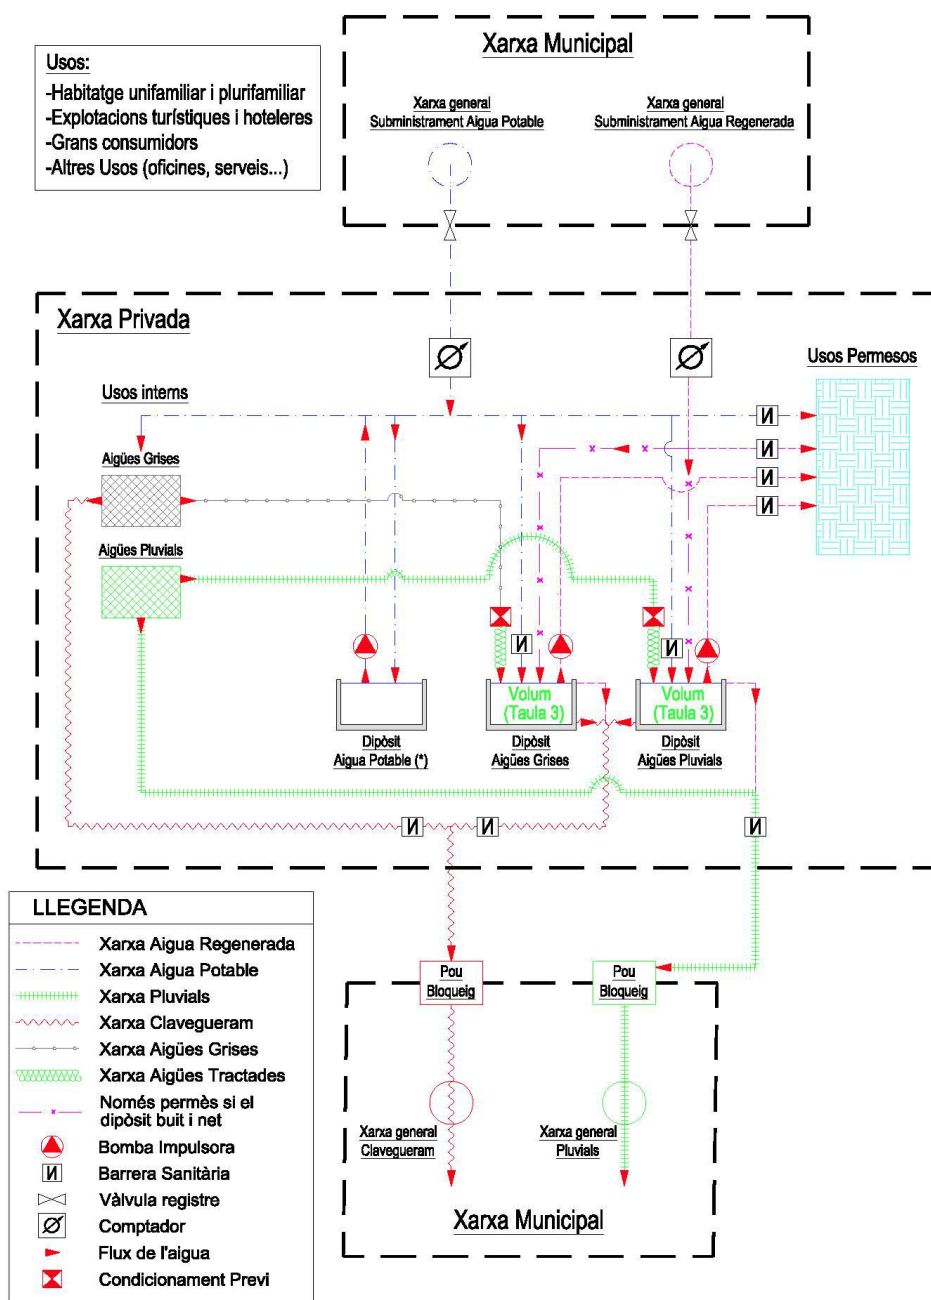 Usos:
-Habitatge unifamiliar i plurifamiliar
-Explotacions turístiques i hoteleres
-Grans consumidors
-Altres Usos (oficines, serveis...)
Xarxa Municipal
Xarxa general
Subministrament Aigua Potable
Xarxa general
Subministrament Aigua Regenerada
Xarxa Privada
Usos Permesos
Usos interns
Aigües Grises
Aigües Pluvials
Volum
(Taula 3)
Volum
(Taula 3)
Dipòsit
Aigua Potable (*)
Dipòsit
Aigües Grises
Dipòsit
Aigües Pluvials
LLEGENDA
Xarxa Aigua Regenerada
Xarxa Aigua Potable
Xarxa Pluvials
Xarxa Clavegueram
Xarxa Aigües Grises
Xarxa Aigües Tractades
Només permès si el
dipòsit buit i net
Bomba Impulsora
Barrera Sanitària
Vàlvula registre
Comptador
Flux de l'aigua
Condicionament Previ
Pou
Bloqueig
Pou
Bloqueig
Xarxa general
Clavegueram
Xarxa general
Pluvials
Xarxa Municipal